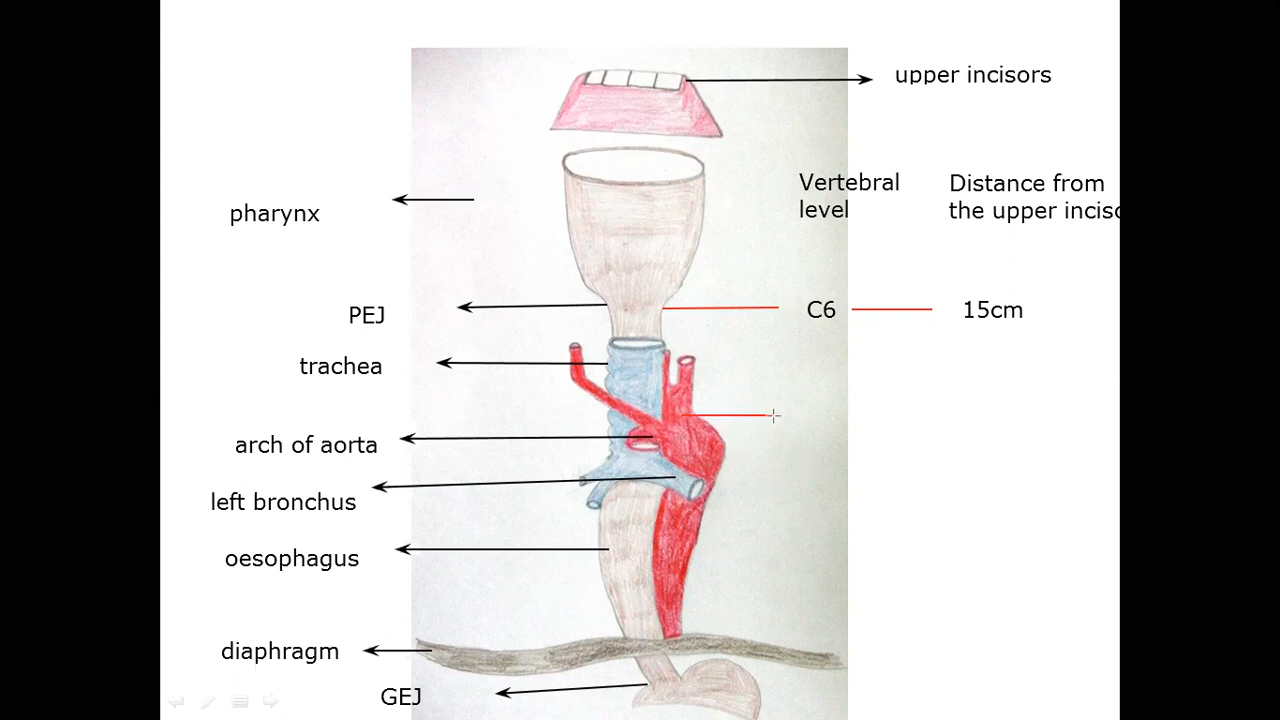 upper incisors
Vertebral
level
Distance from
the upper inciso
pharynx
PEJ
C6
15cm
trachea
arch of aorta
left bronchus
oesophagus
diaphragm
GEJ